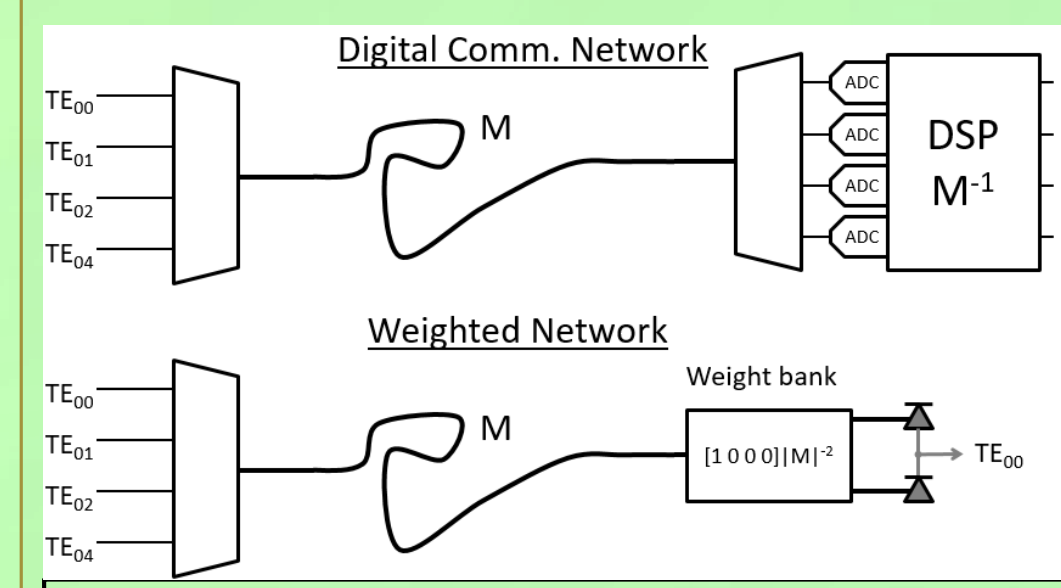 Digital Comm. Network
TE₀₀
TE₀₁
TE₀₂
TE₀₄
M
ADC
ADC
ADC
ADC
DSP
M⁻¹
Weighted Network
TE₀₀
TE₀₁
TE₀₂
TE₀₄
M
Weight bank
[1 0 0 0]|M|⁻²
TE₀₀